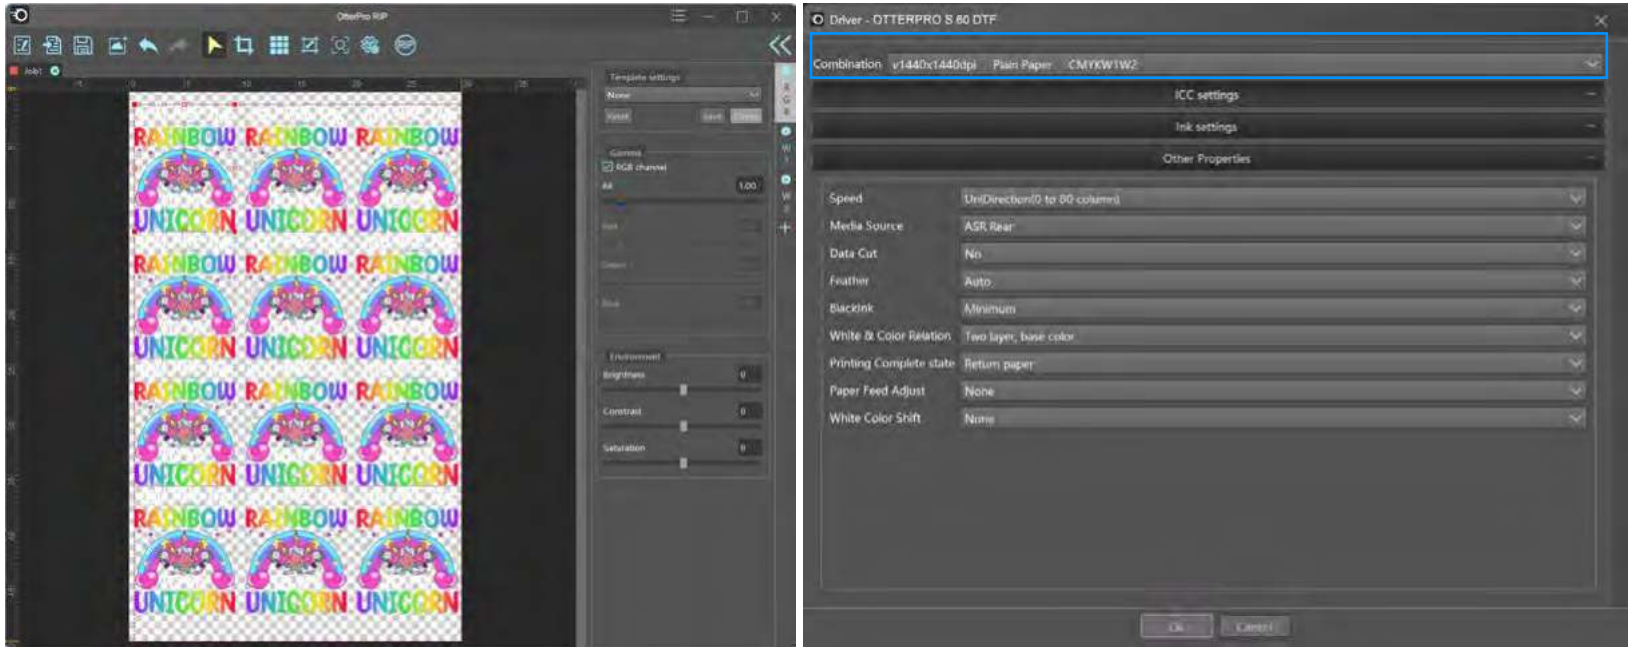 OtterPro RIP
Job1
Template settings
None
Reset Save
Gamma
RGB channel
All 1.00
Environment
Brightness 0
Constrast 0
Saturation 0
RAINBOW RAINBOW RAINBOW
UNICORN UNICORN UNICORN
RAINBOW RAINBOW RAINBOW
UNICORN UNICORN UNICORN
RAINBOW RAINBOW RAINBOW
UNICORN UNICORN UNICORN
RAINBOW RAINBOW RAINBOW
UNICORN UNICORN UNICORN
Driver - OTTERPRO S 60 DTF
Combination v1440x1440dpi Plain Paper CMYKW1W2
ICC settings
Ink settings
Other Properties
Speed UniDirection(0 to 80 column)
Media Source ASR Rear
Data Cut No
Feather Auto
BlackInk Minimum
White & Color Relation Two layer, base color
Printing Complete state Return paper
Paper Feed Adjust None
White Color Shift None
Ok Cancel